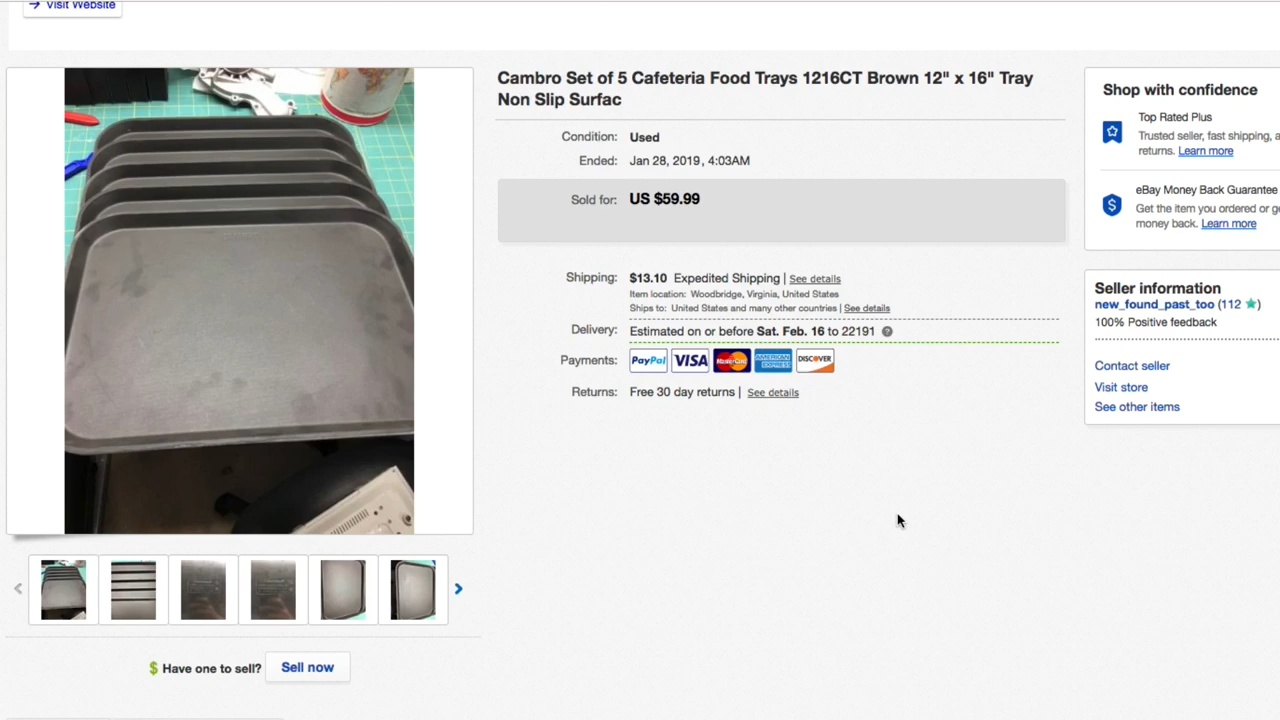 → Visit Website
Cambro Set of 5 Cafeteria Food Trays 1216CT Brown 12" x 16" Tray
Non Slip Surfac
Condition: Used
Ended: Jan 28, 2019 , 4:03AM
Sold for: US $59.99
Shipping: $13.10 Expedited Shipping | See details
Item location: Woodbridge, Virginia, United States
Ships to: United States and many other countries | See details
Delivery: Estimated on or before Sat. Feb. 16 to 22191
Payments: PayPal VISA MasterCard AMERICAN EXPRESS DISCOVER
Returns: Free 30 day returns | See details
$ Have one to sell? Sell now
Shop with confidence
Top Rated Plus
Trusted seller, fast shipping, a
returns. Learn more
eBay Money Back Guarantee
Get the item you ordered or g
money back. Learn more
Seller information
new_found_past_too (112 ★)
100% Positive feedback
Contact seller
Visit store
See other items